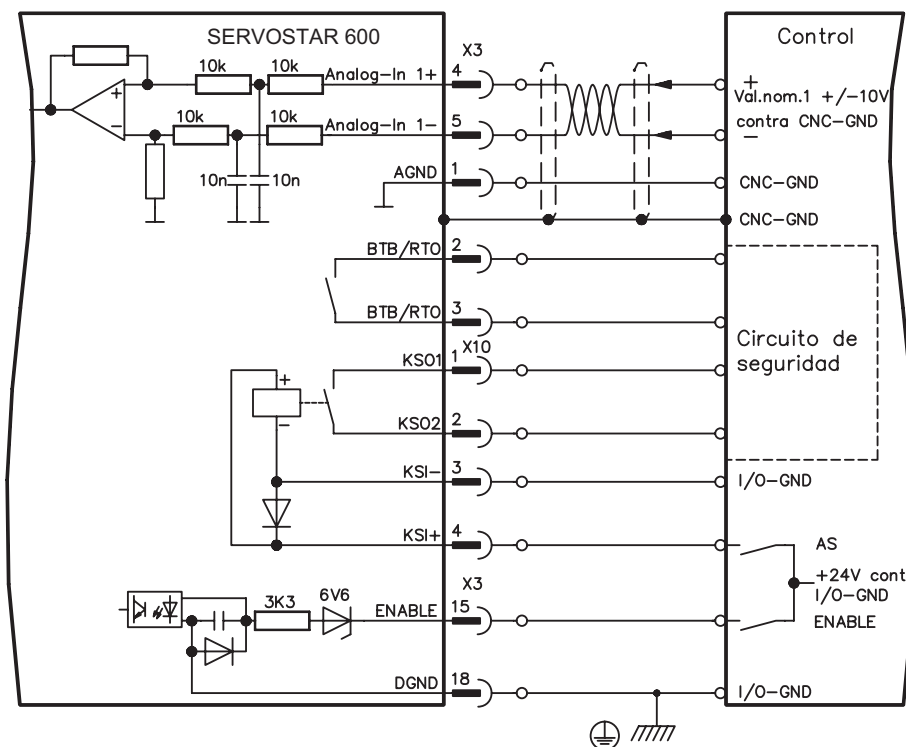 SERVOSTAR 600
X3
Control
10k
10k
Analog-In 1+
4
+
Val.nom.1 +/-10V
contra CNC-GND
−
+
−
10k
10k
Analog-In 1-
5
10n
10n
AGND
1
CNC-GND
CNC-GND
BTB/RTO
2
BTB/RTO
3
Circuito de
seguridad
X10
KSO1
1
+
−
KSO2
2
KSI-
3
I/O-GND
KSI+
4
AS
+24V cont
I/O-GND
X3
3K3
6V6
ENABLE
15
ENABLE
DGND
18
I/O-GND